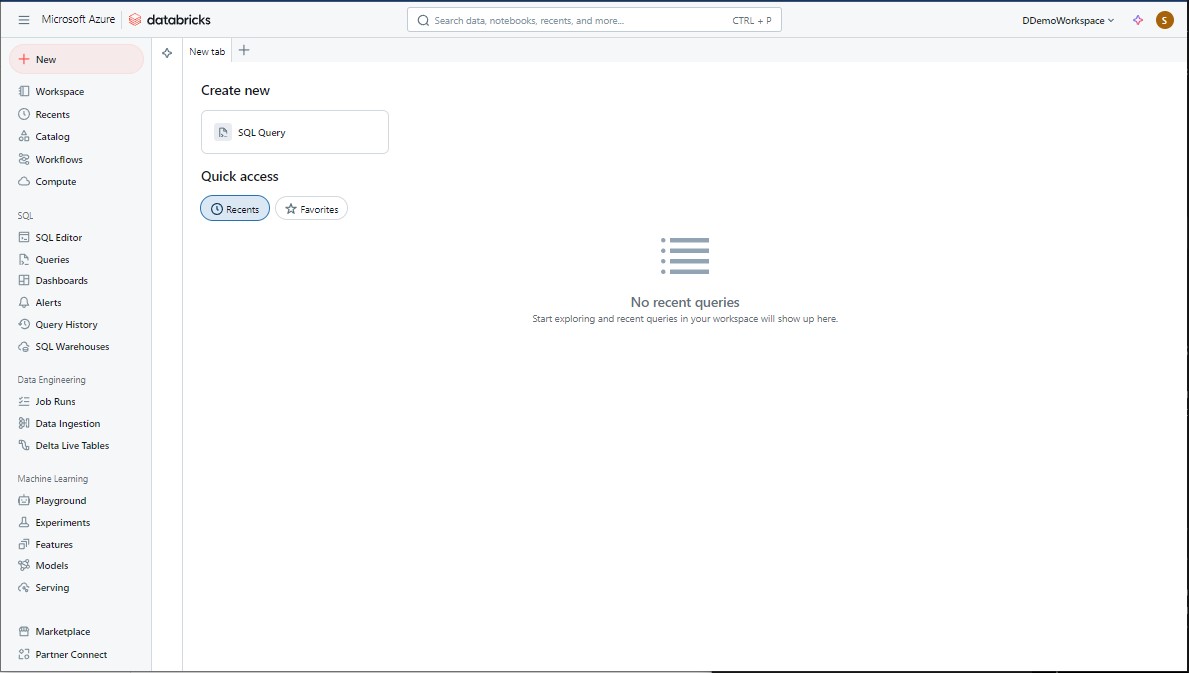 Microsoft Azure databricks
Search data, notebooks, recents, and more... CTRL + P
DDemoWorkspace S
New
Workspace
Recents
Catalog
Workflows
Compute
SQL
SQL Editor
Queries
Dashboards
Alerts
Query History
SQL Warehouses
Data Engineering
Job Runs
Data Ingestion
Delta Live Tables
Machine Learning
Playground
Experiments
Features
Models
Serving
Marketplace
Partner Connect
New tab
Create new
SQL Query
Quick access
Recents Favorites
No recent queries
Start exploring and recent queries in your workspace will show up here.